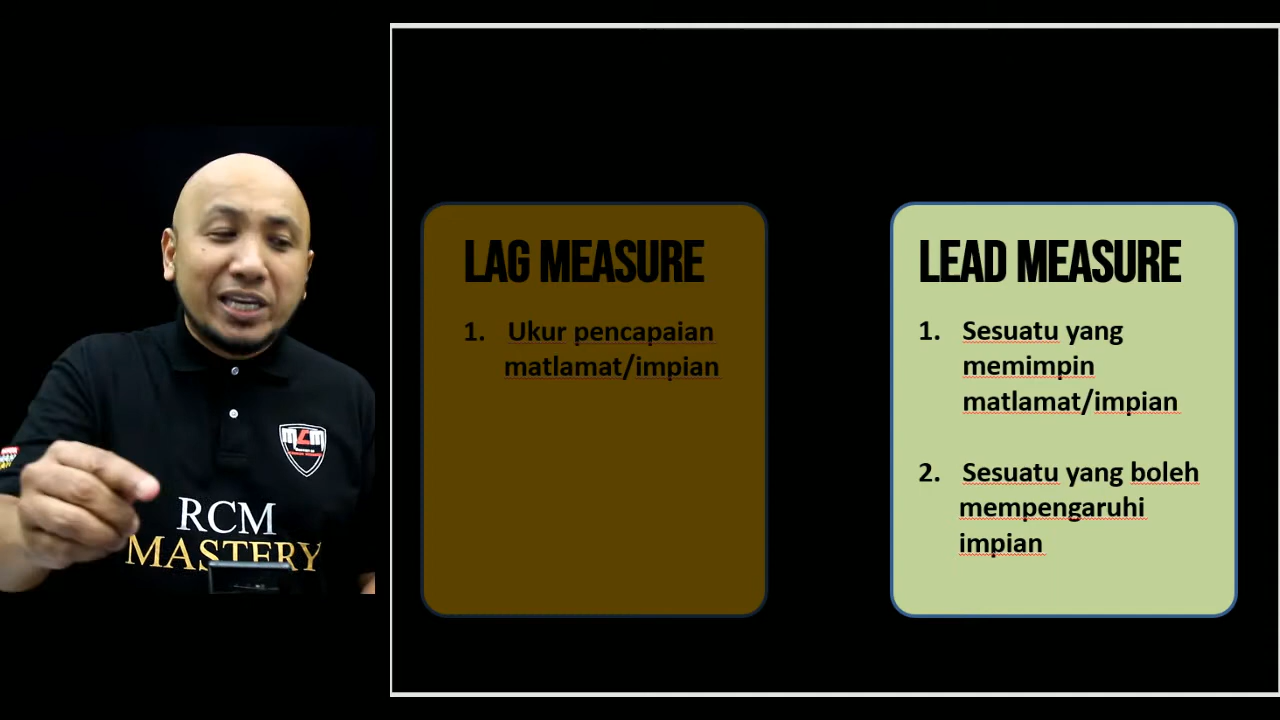 LAG MEASURE
1. Ukur pencapaian
matlamat/impian
LEAD MEASURE
1. Sesuatu yang
memimpin
matlamat/impian
2. Sesuatu yang boleh
mempengaruhi
impian
RCM
MASTERY